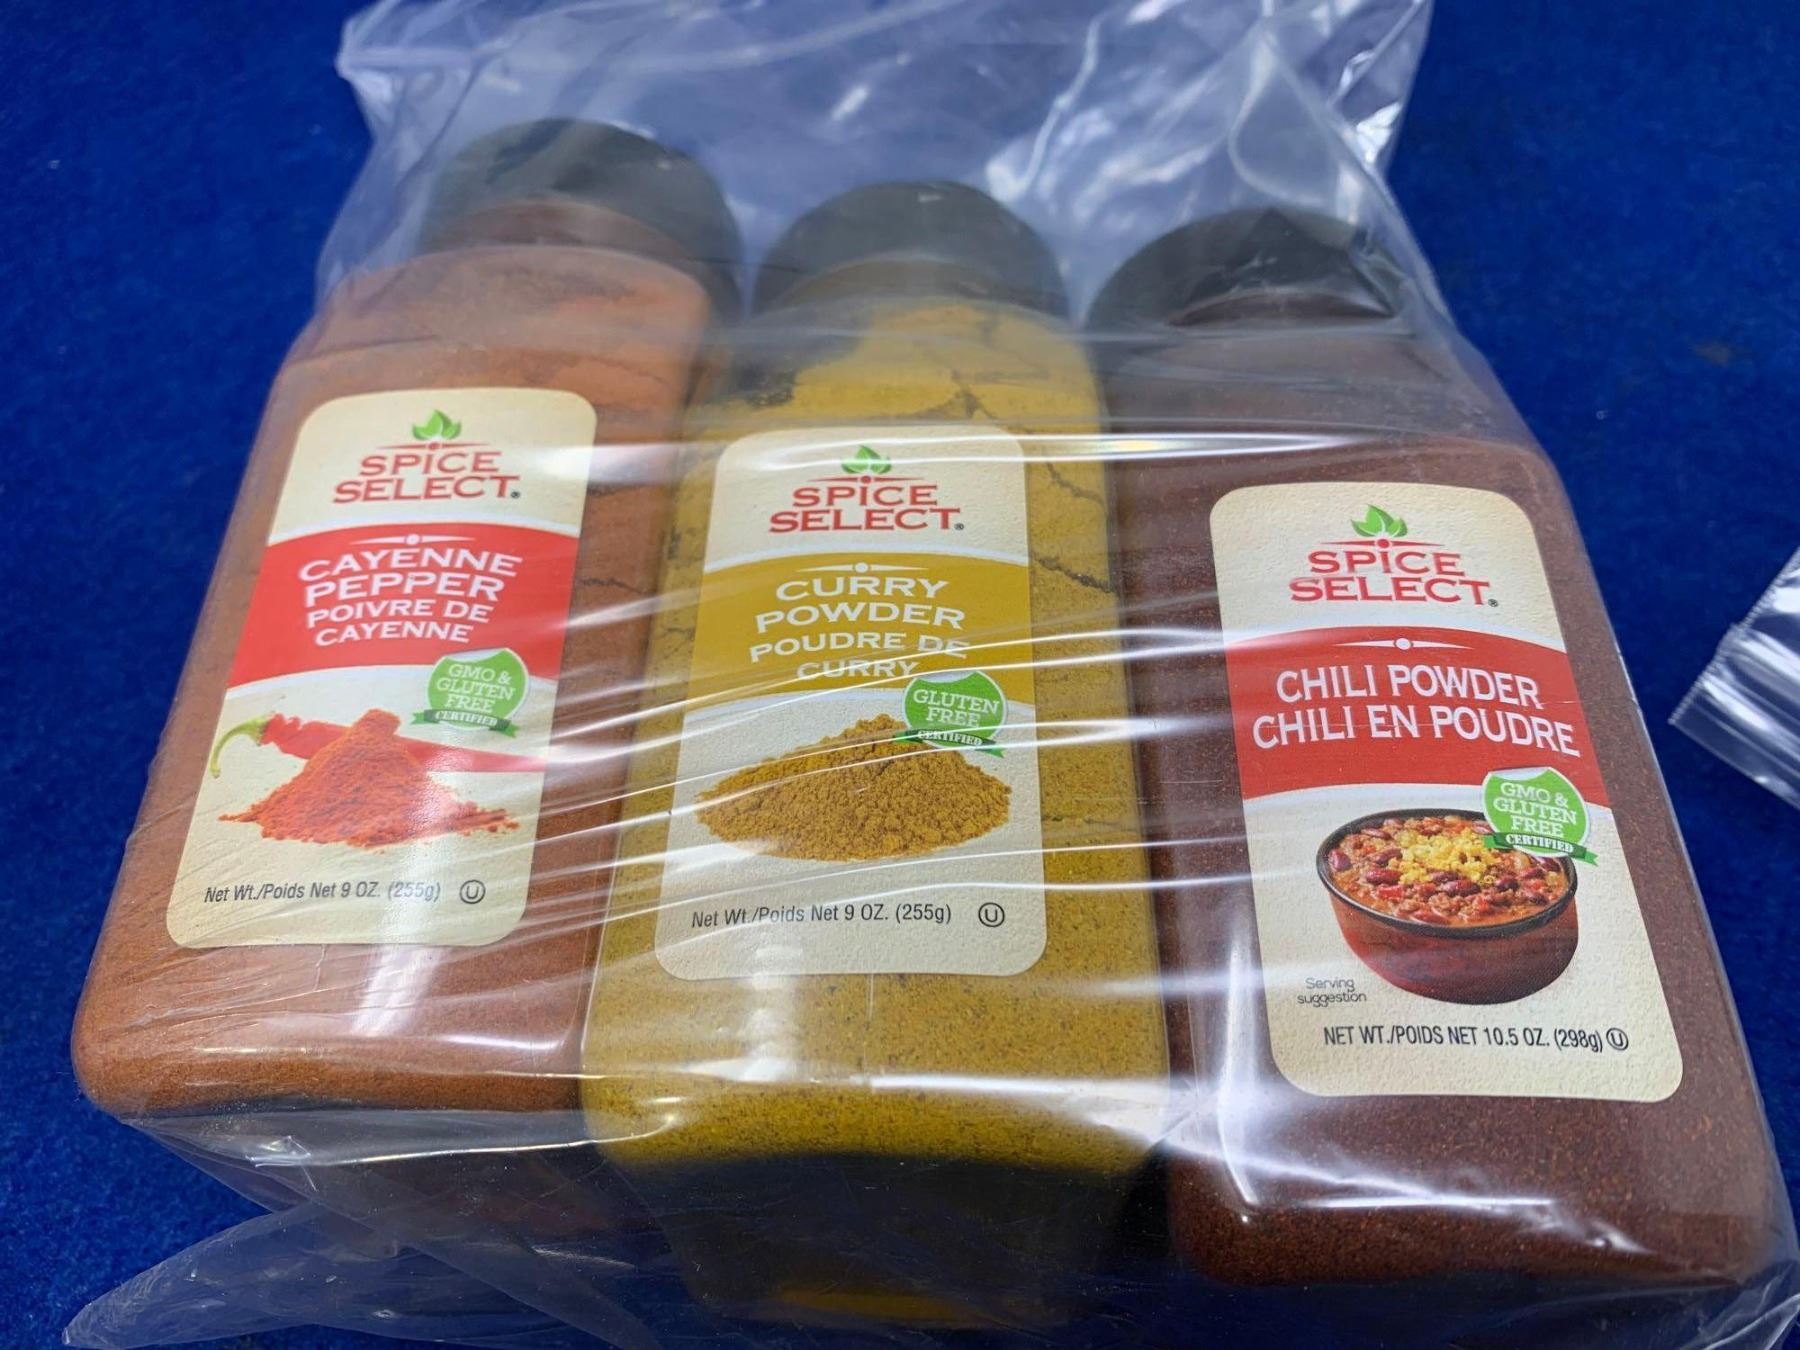 SPICE
SELECT®
CAYENNE
PEPPER
POIVRE DE
CAYENNE
GMO &
GLUTEN
FREE
CERTIFIED
Net Wt./Poids Net 9 OZ. (255g) Ⓤ
SPICE
SELECT®
CURRY
POWDER
POUDRE DE
CURRY
GLUTEN
FREE
CERTIFIED
Net Wt./Poids Net 9 OZ. (255g) Ⓤ
SPICE
SELECT®
CHILI POWDER
CHILI EN POUDRE
GMO &
GLUTEN
FREE
CERTIFIED
Serving
suggestion
NET WT./POIDS NET 10.5 OZ. (298g) Ⓤ